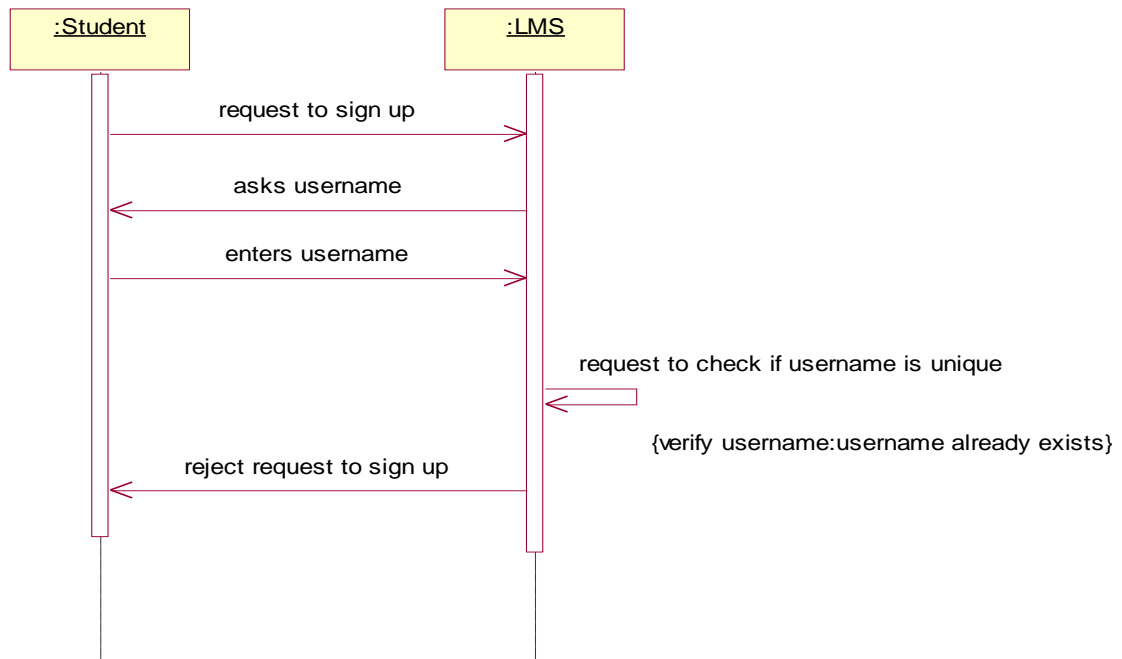 :Student
:LMS
request to sign up
asks username
enters username
request to check if username is unique
{verify username:username already exists}
reject request to sign up